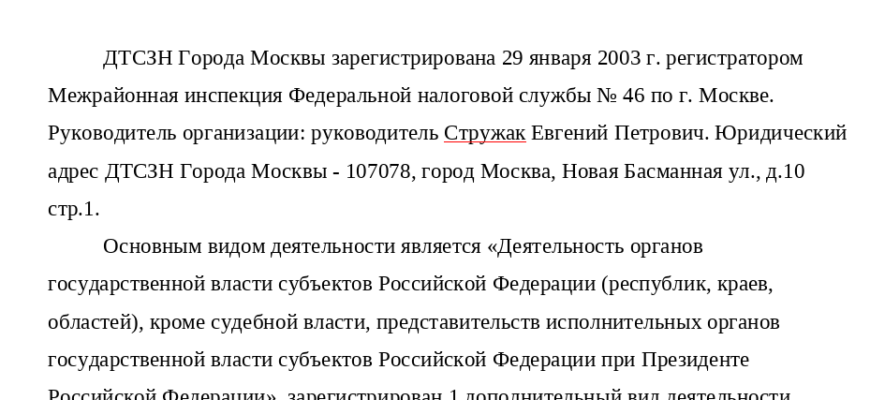 ДТСЗН Города Москвы зарегистрирована 29 января 2003 г. регистратором
Межрайонная инспекция Федеральной налоговой службы № 46 по г. Москве.
Руководитель организации: руководитель Стружак Евгений Петрович. Юридический
адрес ДТСЗН Города Москвы - 107078, город Москва, Новая Басманная ул., д.10
стр.1.
Основным видом деятельности является «Деятельность органов
государственной власти субъектов Российской Федерации (республик, краев,
областей), кроме судебной власти, представительств исполнительных органов
государственной власти субъектов Российской Федерации при Президенте
Российской Федерации», зарегистрирован 1 дополнительный вид деятельности